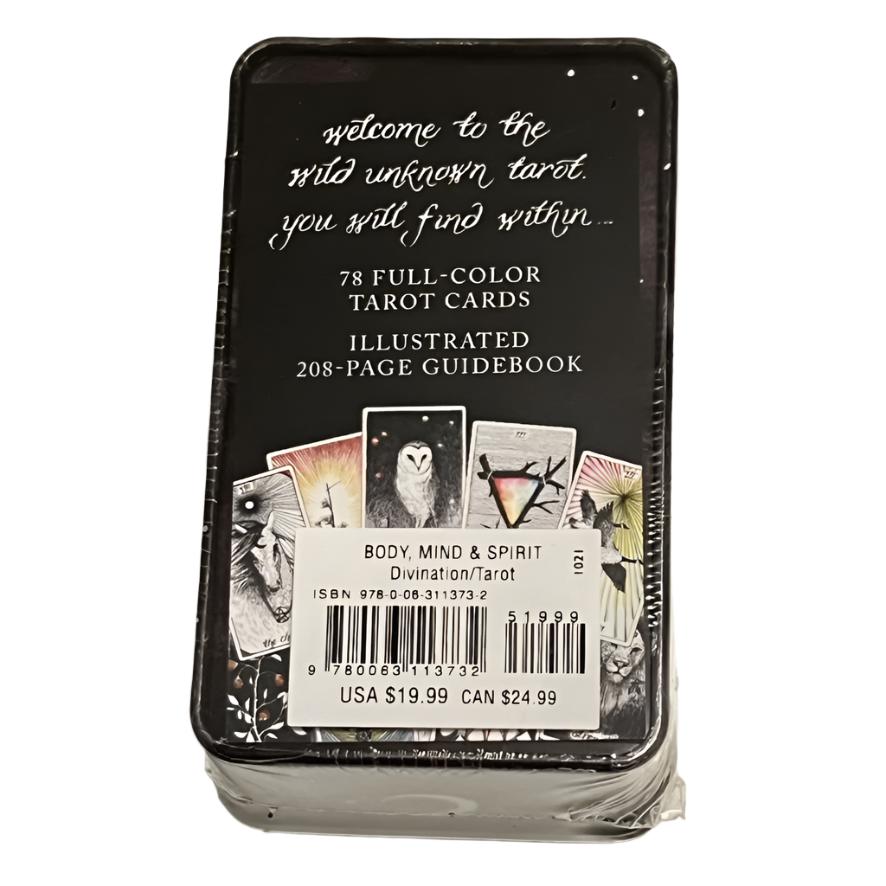 welcome to the
wild unknown tarot.
you will find within...
78 FULL-COLOR
TAROT CARDS
ILLUSTRATED
208-PAGE GUIDEBOOK
BODY, MIND & SPIRIT
Divination/Tarot
1021
ISBN 978-0-06-311373-2
51999
9 780063 113732
USA $19.99 CAN $24.99